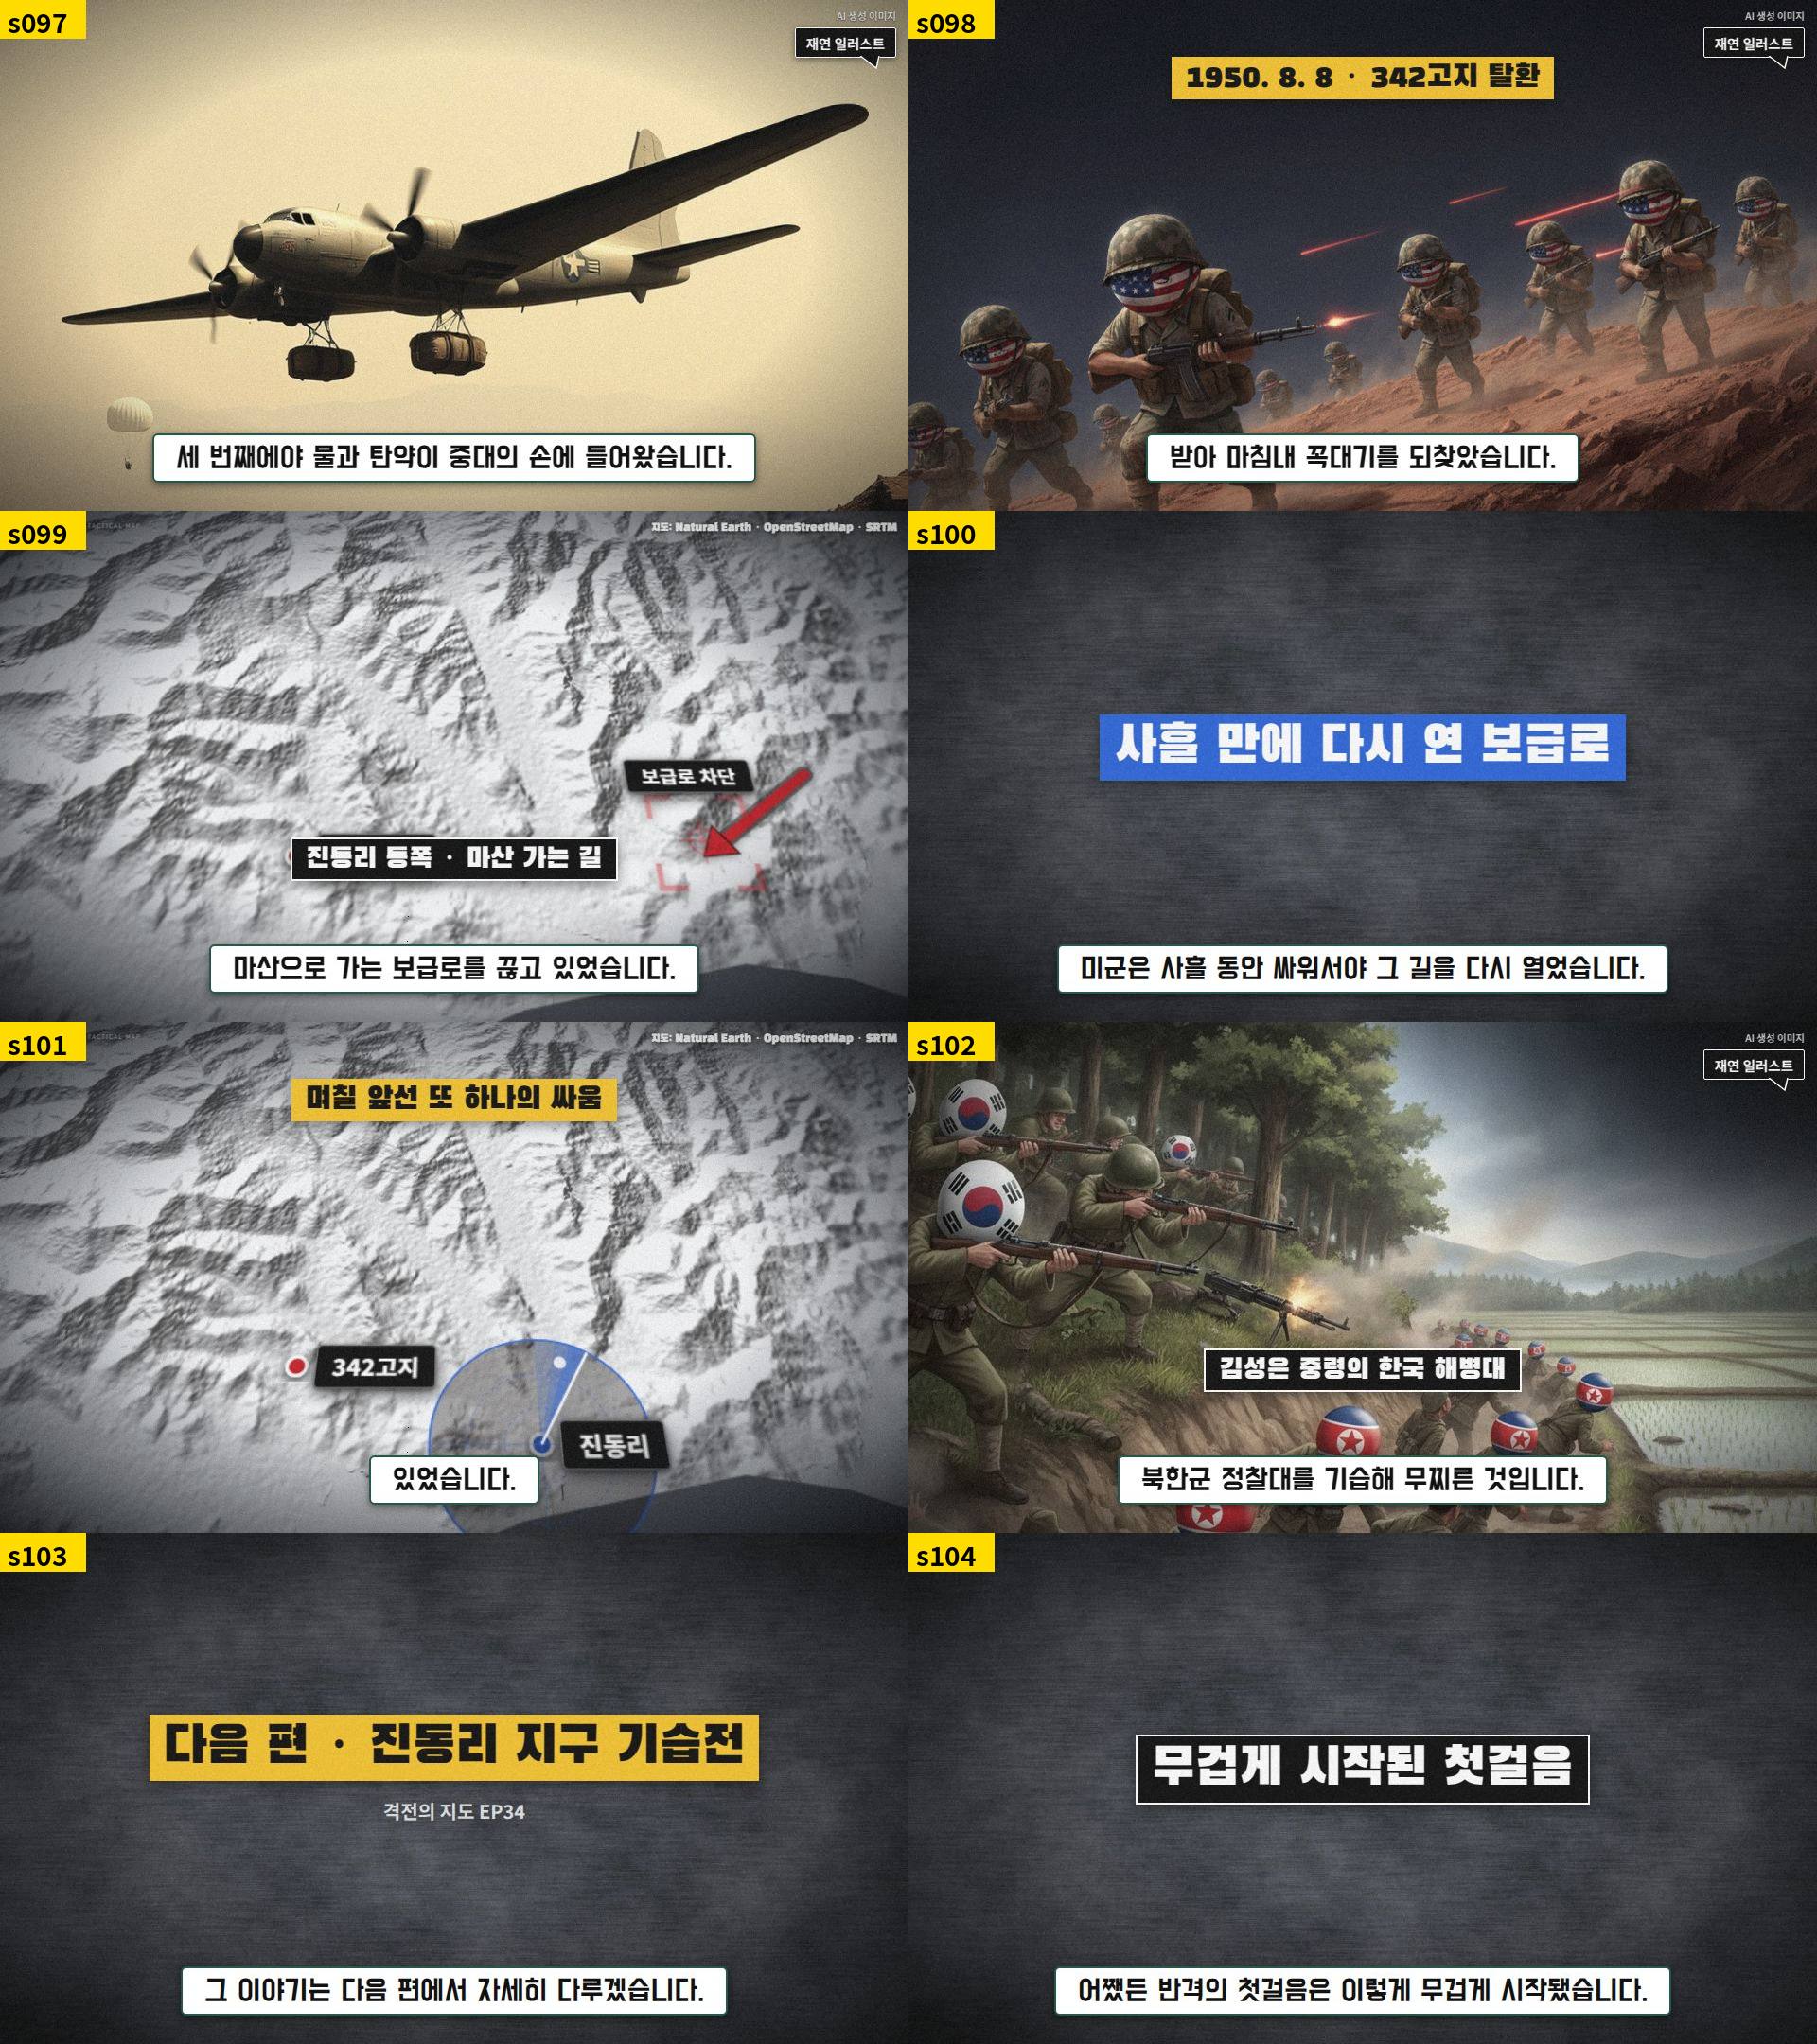 s097
AI 생성 이미지
재연 일러스트
세 번째에야 물과 탄약이 중대의 손에 들어왔습니다.
s098
AI 생성 이미지
재연 일러스트
1950. 8. 8 · 342고지 탈환
받아 마침내 꼭대기를 되찾았습니다.
s099
TACTICAL MAP
지도: Natural Earth · OpenStreetMap · SRTM
보급로 차단
진동리 동쪽 · 마산 가는 길
마산으로 가는 보급로를 끊고 있었습니다.
s100
사흘 만에 다시 연 보급로
미군은 사흘 동안 싸워서야 그 길을 다시 열었습니다.
s101
TACTICAL MAP
지도: Natural Earth · OpenStreetMap · SRTM
며칠 앞선 또 하나의 싸움
342고지
진동리
있었습니다.
s102
AI 생성 이미지
재연 일러스트
김성은 중령의 한국 해병대
북한군 정찰대를 기습해 무찌른 것입니다.
s103
다음 편 · 진동리 지구 기습전
격전의 지도 EP34
그 이야기는 다음 편에서 자세히 다루겠습니다.
s104
무겁게 시작된 첫걸음
어쨌든 반격의 첫걸음은 이렇게 무겁게 시작됐습니다.